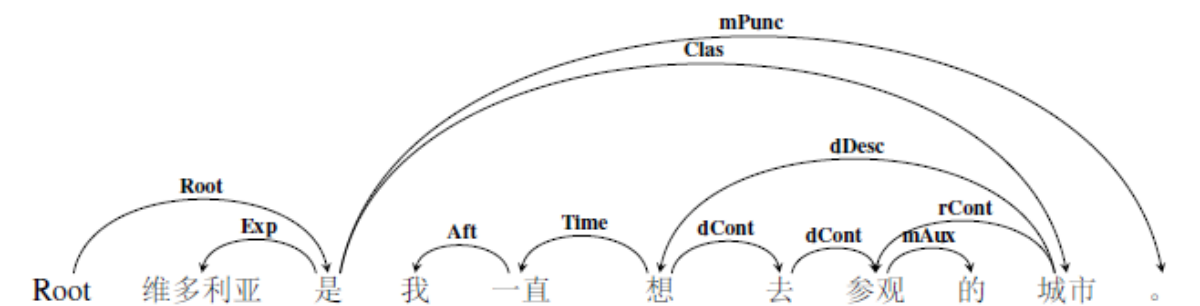 mPunc
Clas
dDesc
Root
rCont
Exp
Aft
Time
dCont
dCont
mAux
Root 维多利亚 是 我 一直 想 去 参观 的 城市 。